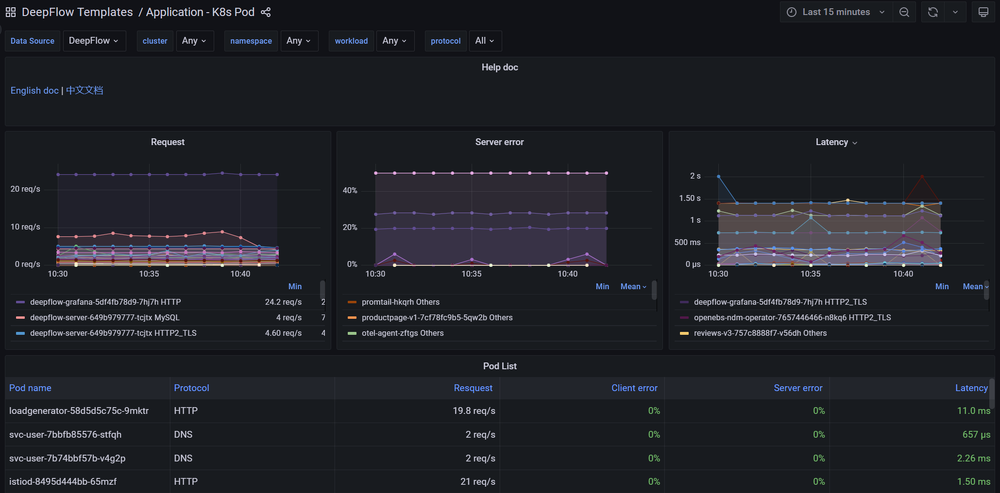 DeepFlow Templates / Application - K8s Pod
Last 15 minutes
Data Source DeepFlow cluster Any namespace Any workload Any protocol All
Help doc
English doc | 中文文档
Request
20 req/s
10 req/s
0 req/s
10:30 10:35 10:40
Min
deepflow-grafana-5df4fb78d9-7hj7h HTTP 24.2 req/s 2
deepflow-server-649b979777-tcjtx MySQL 4 req/s 7
deepflow-server-649b979777-tcjtx HTTP2_TLS 4.60 req/s 4
Server error
40%
20%
0%
10:30 10:35 10:40
Min Mean
promtail-hkqrh Others
productpage-v1-7cf78fc9b5-5qw2b Others
otel-agent-zftgs Others
Latency
2 s
1.50 s
1 s
500 ms
0 µs
10:30 10:35 10:40
Min Mean
deepflow-grafana-5df4fb78d9-7hj7h HTTP2_TLS
openebs-ndm-operator-7657446466-n8kq6 HTTP2_TLS
reviews-v3-757c8888f7-v56dh Others
Pod List
Pod name Protocol Resquest Client error Server error Latency
loadgenerator-58d5d5c75c-9mktr HTTP 19.8 req/s 0% 0% 11.0 ms
svc-user-7bbfb85576-stfqh DNS 2 req/s 0% 0% 657 µs
svc-user-7b74bbf57b-v4g2p DNS 2 req/s 0% 0% 2.26 ms
istiod-8495d444bb-65mzf HTTP 21 req/s 0% 0% 1.50 ms